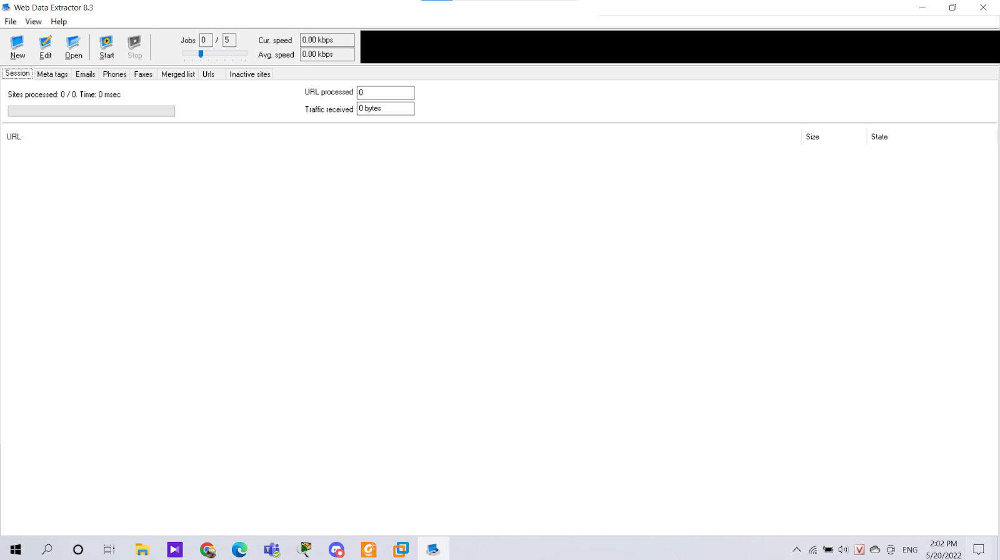 Web Data Extractor 8.3
File View Help
New Edit Open Start Stop
Jobs 0 / 5
Cur. speed 0.00 kbps
Avg. speed 0.00 kbps
Session Meta tags Emails Phones Faxes Merged list Urls Inactive sites
Sites processed: 0 / 0. Time: 0 msec
URL processed 0
Traffic received 0 bytes
URL Size State
ENG
2:02 PM
5/20/2022